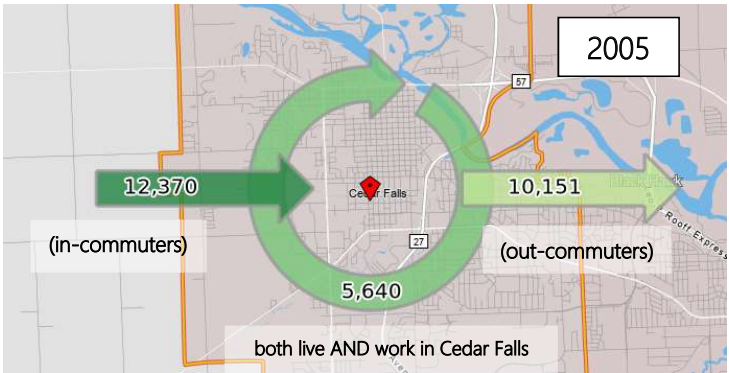 2005
57
12,370
Cedar Falls
10,151
(in-commuters)
27
(out-commuters)
5,640
both live AND work in Cedar Falls